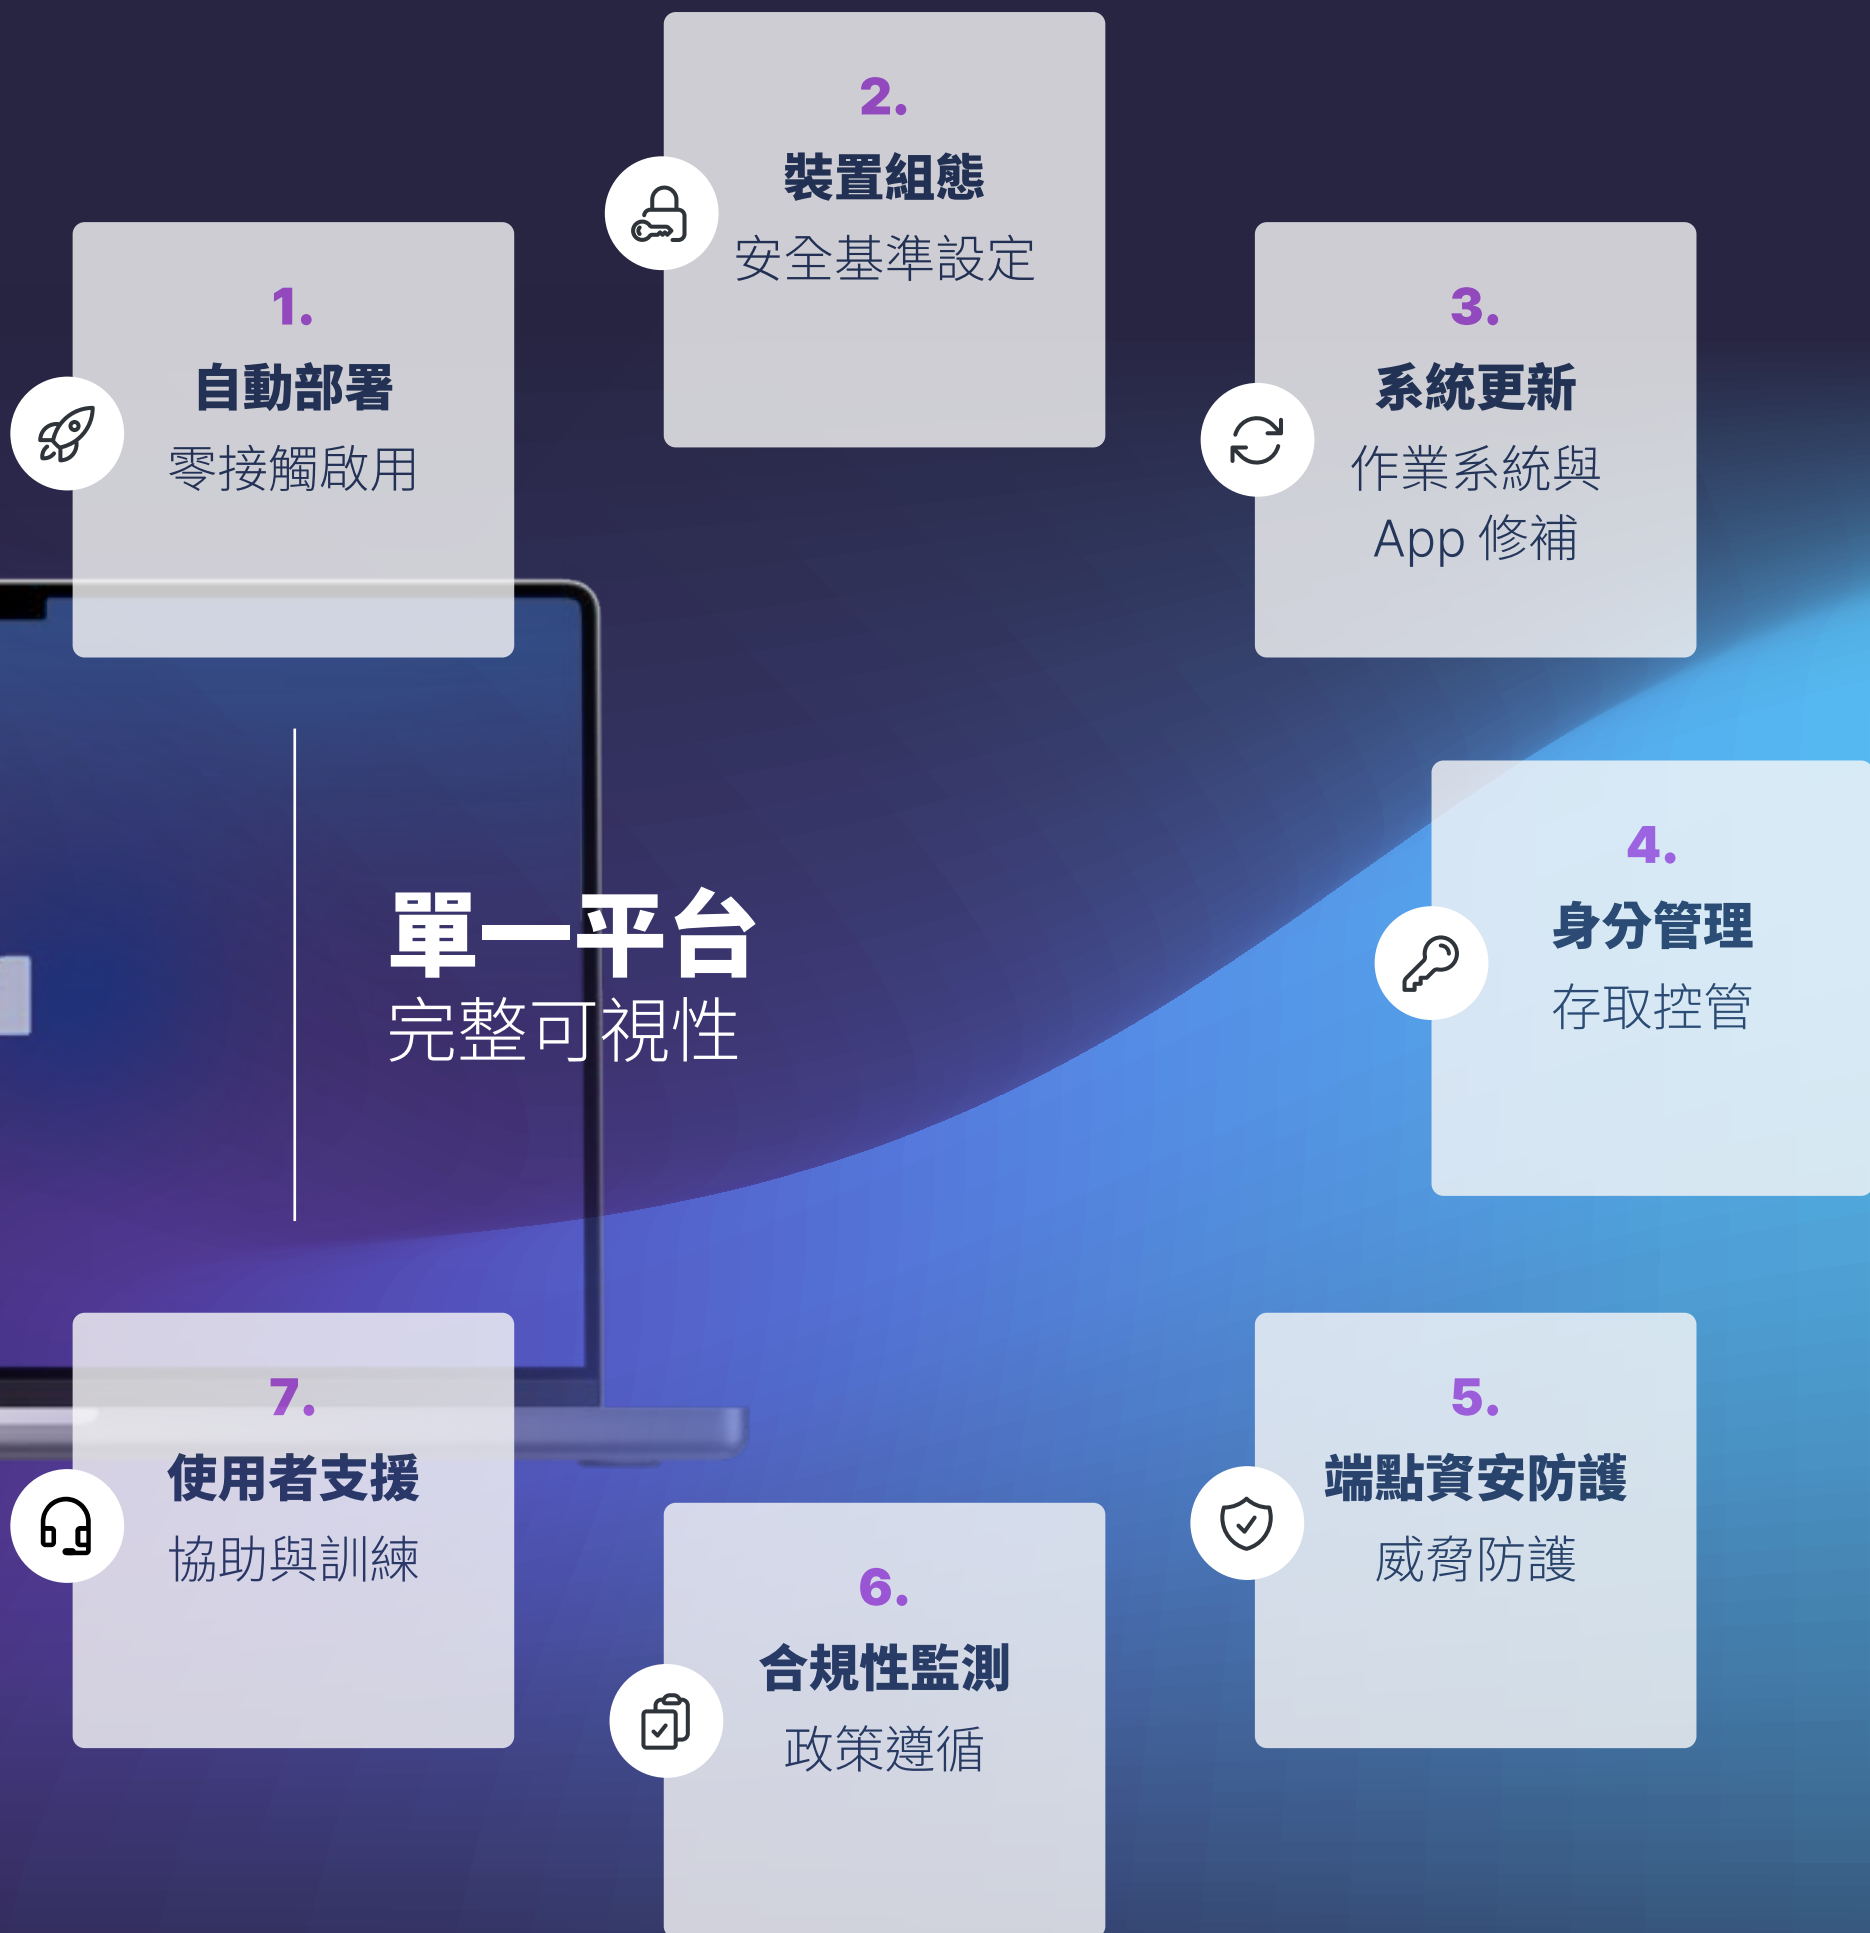 1.
自動部署
零接觸啟用
2.
裝置組態
安全基準設定
3.
系統更新
作業系統與
App 修補
4.
身分管理
存取控管
單一平台
完整可視性
5.
端點資安防護
威脅防護
6.
合規性監測
政策遵循
7.
使用者支援
協助與訓練